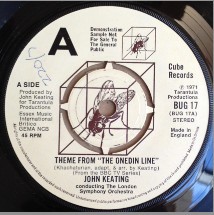 Demonstration
Sample Not
For Sale To
The General
Public
A
Cube
Records
A SIDE
Produced by
John Keating
for Tarantula
Productions
Essex Music
International
Britico
GEMA NCB
45 RPM
℗ 1971
Tarantula
Productions
BUG 17
(BUG 17A)
STEREO
Made in
England
THEME FROM "THE ONEDIN LINE"
(Khachaturian, adapt. & arr. by Keating)
(From the BBC TV Series)
JOHN KEATING
conducting The London
Symphony Orchestra